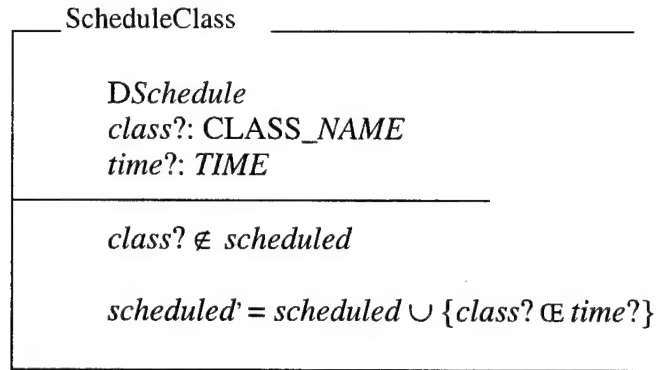 ScheduleClass
DSchedule
class?: CLASS_NAME
time?: TIME
class? ∉ scheduled
scheduled’ = scheduled ∪ {class? Œ time?}